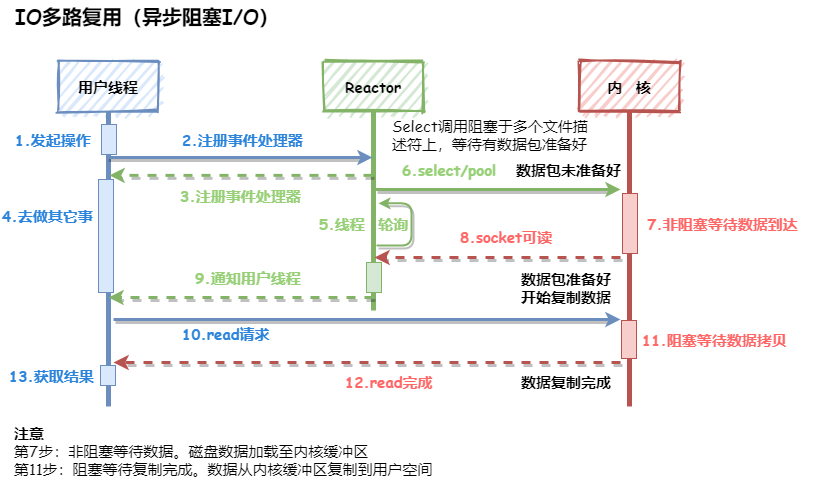 IO多路复用（异步阻塞I/O）
用户线程
Reactor
内 核
1.发起操作
2.注册事件处理器
Select调用阻塞于多个文件描
述符上，等待有数据包准备好
3.注册事件处理器
6.select/pool
数据包未准备好
4.去做其它事
5.线程 轮询
7.非阻塞等待数据到达
8.socket可读
9.通知用户线程
数据包准备好
开始复制数据
10.read请求
11.阻塞等待数据拷贝
13.获取结果
12.read完成
数据复制完成
注意
第7步：非阻塞等待数据。磁盘数据加载至内核缓冲区
第11步：阻塞等待复制完成。数据从内核缓冲区复制到用户空间